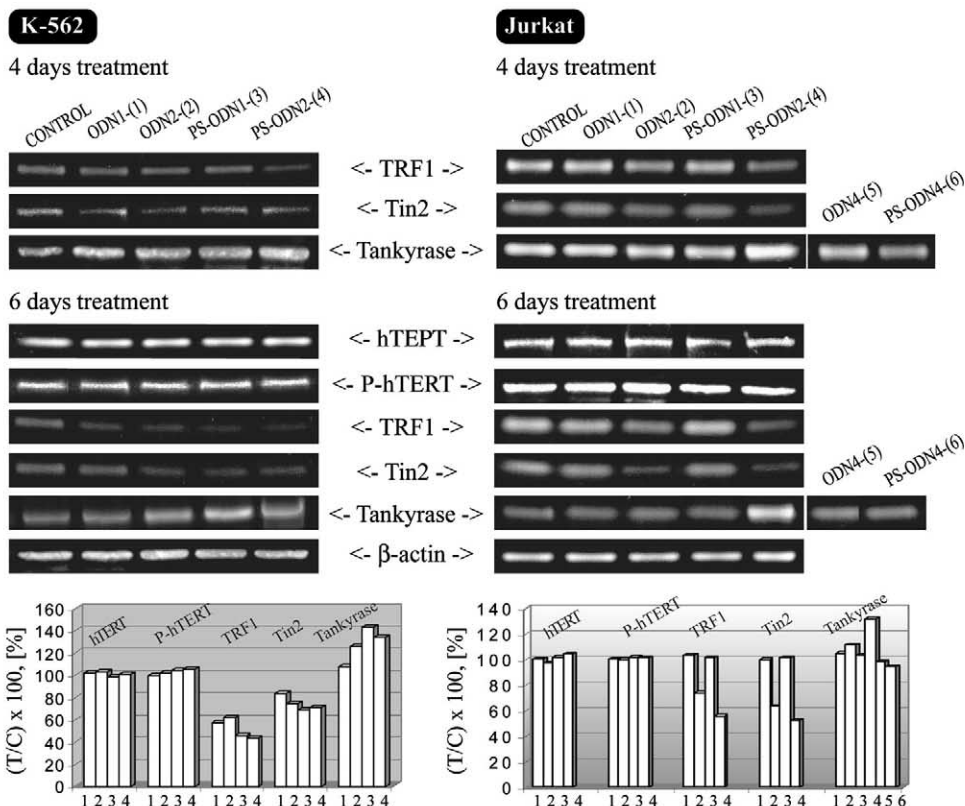 K-562
4 days treatment
CONTROL ODN1-(1) ODN2-(2) PS-ODN1-(3) PS-ODN2-(4)
Jurkat
4 days treatment
CONTROL ODN1-(1) ODN2-(2) PS-ODN1-(3) PS-ODN2-(4)
<- TRF1 ->
<- Tin2 ->
ODN4-(5) PS-ODN4-(6)
<- Tankyrase ->
6 days treatment
6 days treatment
<- hTEPT ->
<- P-hTERT ->
<- TRF1 ->
<- Tin2 ->
ODN4-(5) PS-ODN4-(6)
<- Tankyrase ->
<- β-actin ->
(T/C) x 100, [%]
160
140
120
100
80
60
40
20
0
hTERT P-hTERT TRF1 Tin2 Tankyrase
1 2 3 4 1 2 3 4 1 2 3 4 1 2 3 4 1 2 3 4
(T/C) x 100, [%]
140
120
100
80
60
40
20
0
hTERT P-hTERT TRF1 Tin2 Tankyrase
1 2 3 4 1 2 3 4 1 2 3 4 1 2 3 4 1 2 3 4 5 6